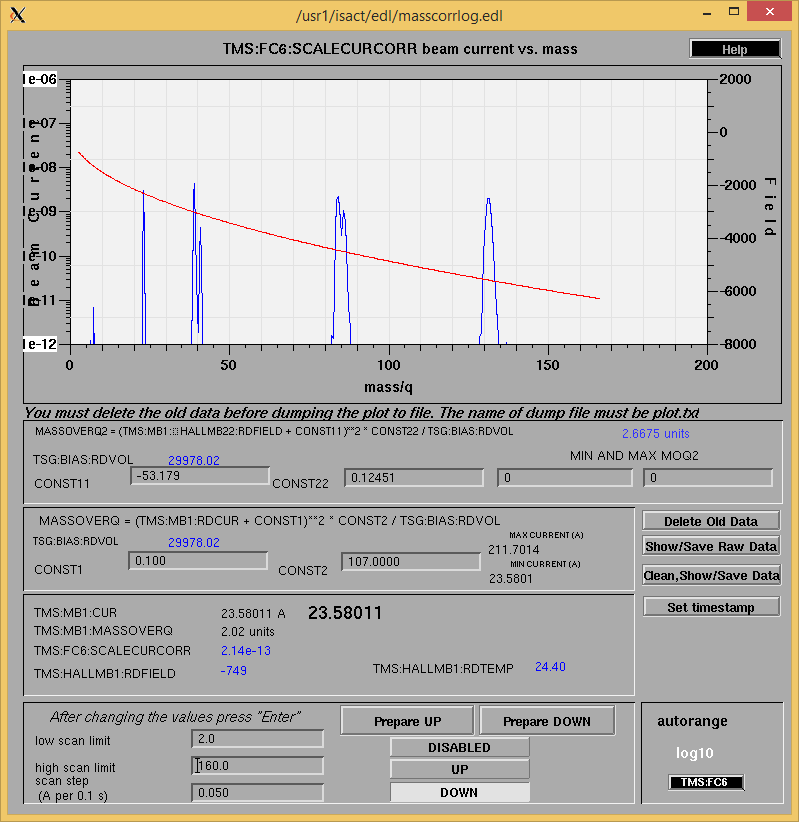 /usr1/isact/edl/masscorrlog.edl
TMS:FC6:SCALECURCORR beam current vs. mass
Help
1e-06
1e-07
1e-08
1e-09
1e-10
1e-11
1e-12
2000
0
-2000
-4000
-6000
-8000
Field
0 50 100 150 200
mass/q
You must delete the old data before dumping the plot to file. The name of dump file must be plot.txt
2.6675 units
TSG:BIAS:RDVOL 29978.02
MIN AND MAX MOQ2
CONST11 -53.179 CONST22 0.12451 0 0
MASSOVERQ = (TMS:MB1:RDCUR + CONST1)**2 * CONST2 / TSG:BIAS:RDVOL
TSG:BIAS:RDVOL 29978.02
MAX CURRENT (A)
211.7014
MIN CURRENT (A)
23.5801
CONST1 0.100 CONST2 107.0000
Delete Old Data
Show/Save Raw Data
Clean,Show/Save Data
Set timestamp
TMS:MB1:CUR 23.58011 A 23.58011
TMS:MB1:MASSOVERQ 2.02 units
TMS:FC6:SCALECURCORR 2.14e-13
TMS:HALLMB1:RDFIELD -749 TMS:HALLMB1:RDTEMP 24.40
After changing the values press "Enter"
low scan limit 2.0
high scan limit 160.0
scan step
(A per 0.1 s) 0.050
Prepare UP Prepare DOWN
DISABLED
UP
DOWN
autorange
log10
TMS:FC6